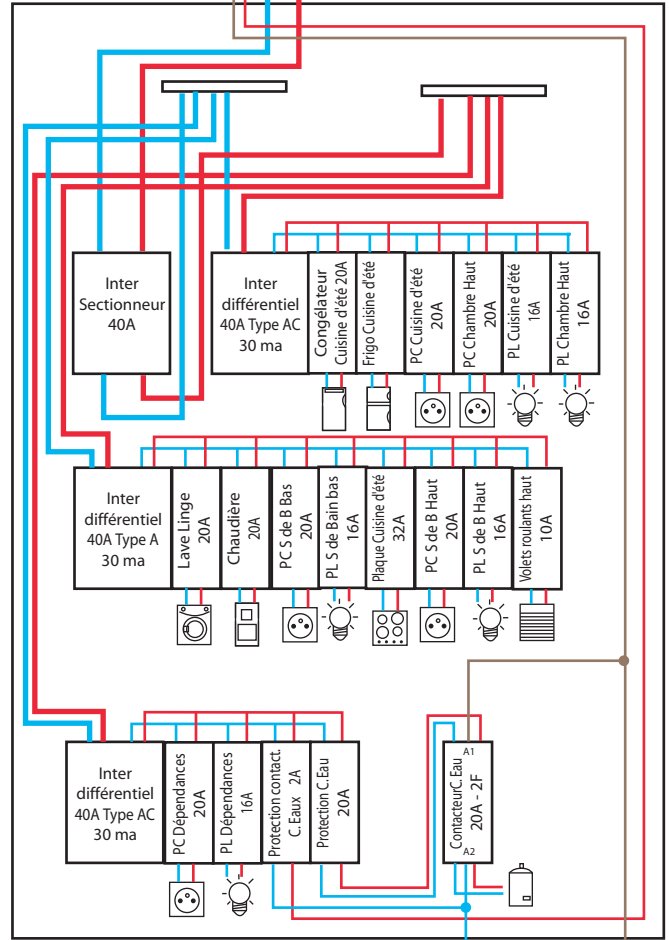 Inter
Sectionneur
40A
Inter
différentiel
40A Type AC
30 ma
Congélateur
Cuisine d'été 20A
Frigo Cuisine d'été
PC Cuisine d'été
20A
PC Chambre Haut
20A
PL Cuisine d'été
16A
PL Chambre Haut
16A
Inter
différentiel
40A Type A
30 ma
Lave Linge
20A
Chaudière
20A
PC S de B Bas
20A
PL S de Bain bas
16A
Plaque Cuisine d'été
32A
PC S de B Haut
20A
PL S de B Haut
16A
Volets roulants haut
10A
Inter
différentiel
40A Type AC
30 ma
PC Dépendances
20A
PL Dépendances
16A
Protection contact.
C. Eaux 2A
Protection C. Eau
20A
A1
ContacteurC. Eau
20A - 2F
A2